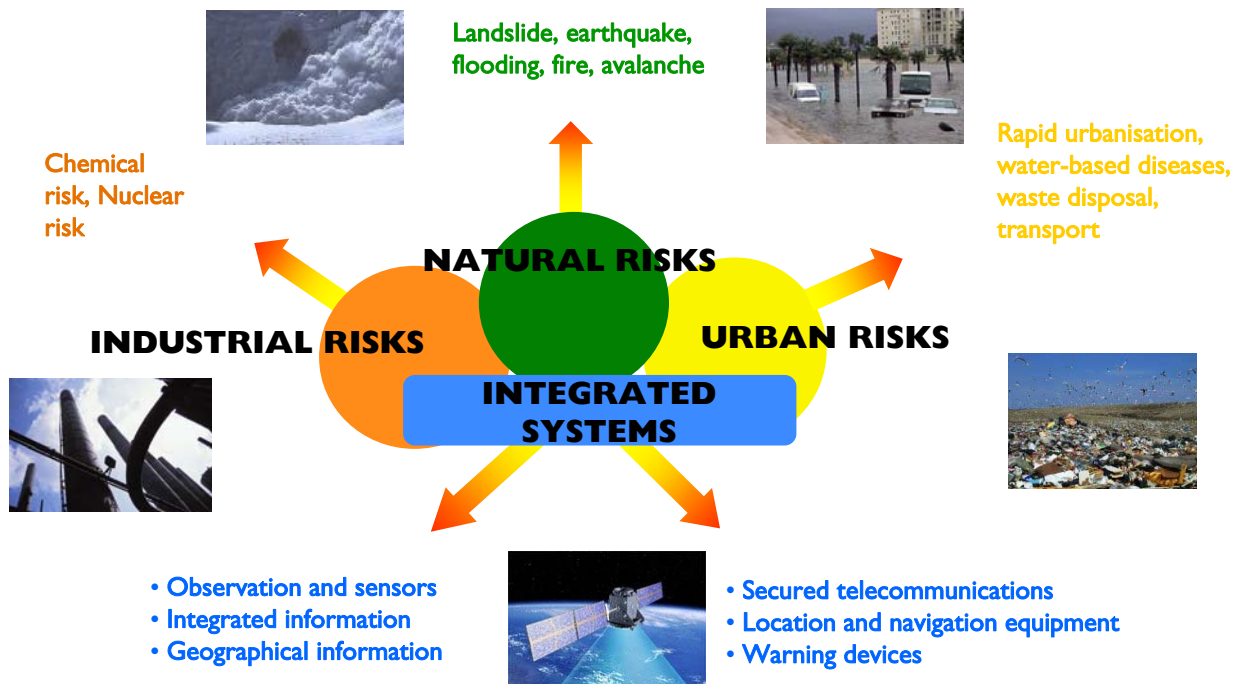 Landslide, earthquake,
flooding, fire, avalanche
Chemical
risk, Nuclear
risk
Rapid urbanisation,
water-based diseases,
waste disposal,
transport
NATURAL RISKS
INDUSTRIAL RISKS
URBAN RISKS
INTEGRATED
SYSTEMS
• Observation and sensors
• Integrated information
• Geographical information
• Secured telecommunications
• Location and navigation equipment
• Warning devices